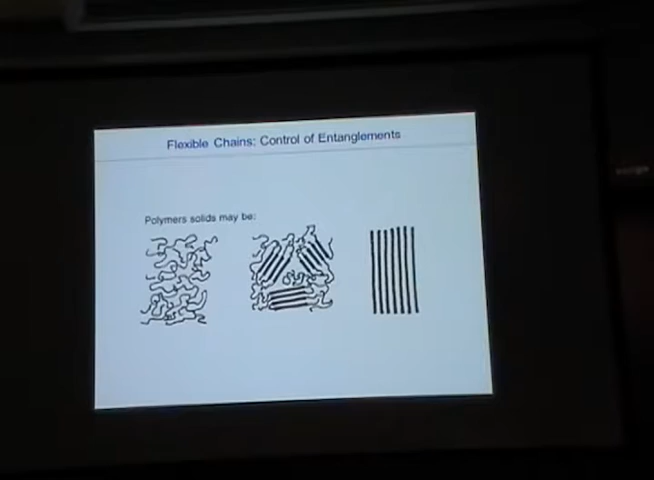 Flexible Chains: Control of Entanglements
Polymers solids may be: